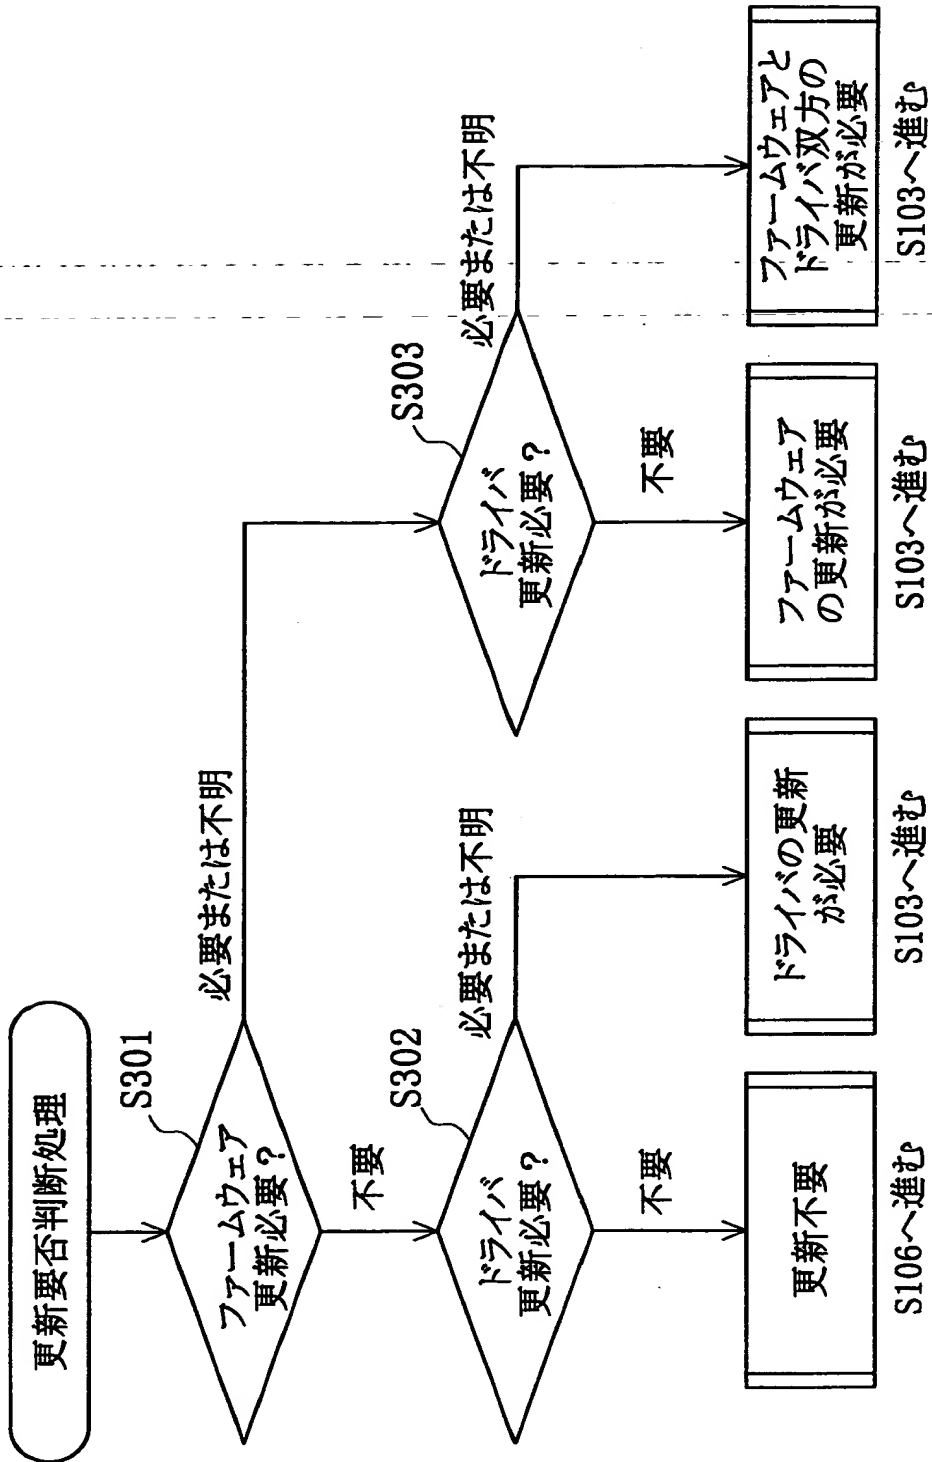 更新要否判断処理
S301
ファームウェア
更新必要？
必要または不明
不要
S302
ドライバ
更新必要？
必要または不明
不要
S303
ドライバ
更新必要？
必要または不明
不要
更新不要
S106へ進む
ドライバの更新
が必要
S103へ進む
ファームウェア
の更新が必要
S103へ進む
ファームウェアと
ドライバ双方の
更新が必要
S103へ進む